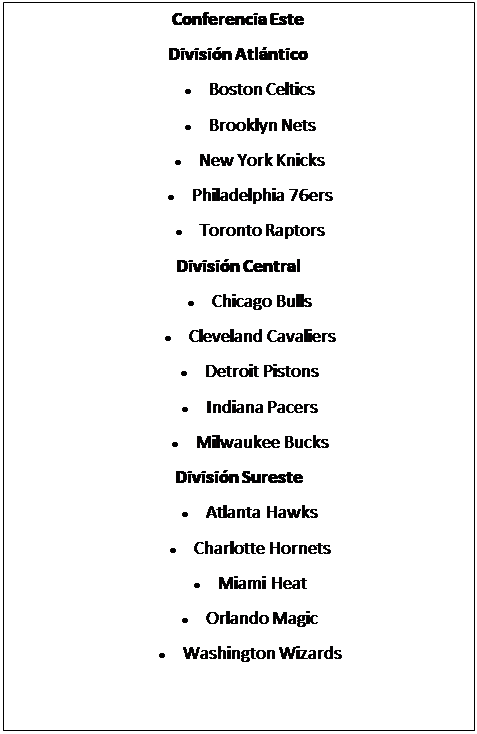 Conferencia Este
División Atlántico
• Boston Celtics
• Brooklyn Nets
• New York Knicks
• Philadelphia 76ers
• Toronto Raptors
División Central
• Chicago Bulls
• Cleveland Cavaliers
• Detroit Pistons
• Indiana Pacers
• Milwaukee Bucks
División Sureste
• Atlanta Hawks
• Charlotte Hornets
• Miami Heat
• Orlando Magic
• Washington Wizards